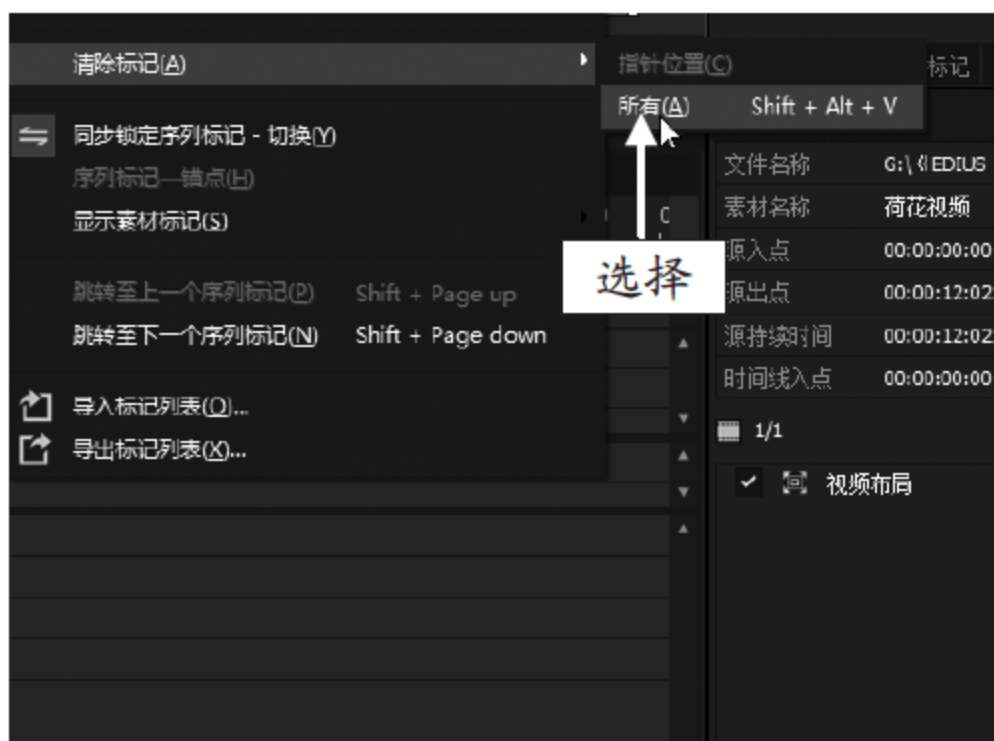 清除标记(A)
指针位置(C)
标记
所有(A) Shift + Alt + V
同步锁定序列标记 - 切换(Y)
序列标记—锚点(H)
显示素材标记(S)
选择
跳转至上一个序列标记(P) Shift + Page up
跳转至下一个序列标记(N) Shift + Page down
导入标记列表(O)...
导出标记列表(X)...
文件名称 G:\《EDIUS
素材名称 荷花视频
源入点 00:00:00:00
源出点 00:00:12:02
源持续时间 00:00:12:02
时间线入点 00:00:00:00
1/1
视频布局